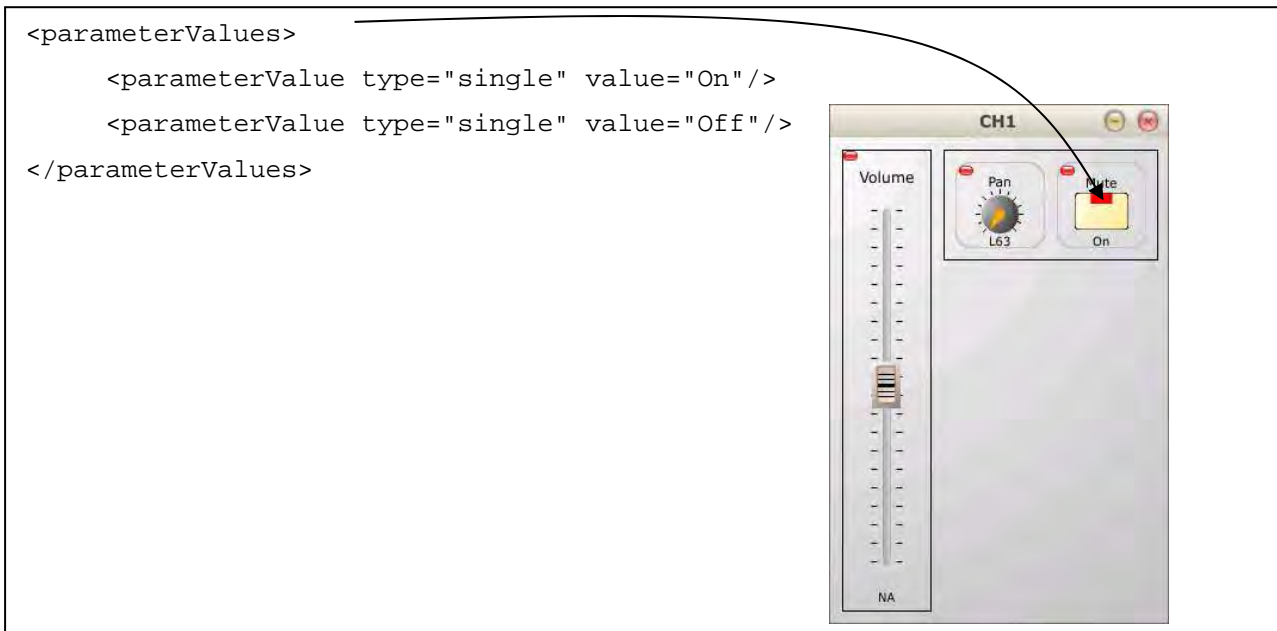 <parameterValues>
<parameterValue type="single" value="On"/>
<parameterValue type="single" value="Off"/>
</parameterValues>
CH1
Volume
Pan
Mute
L63
On
NA